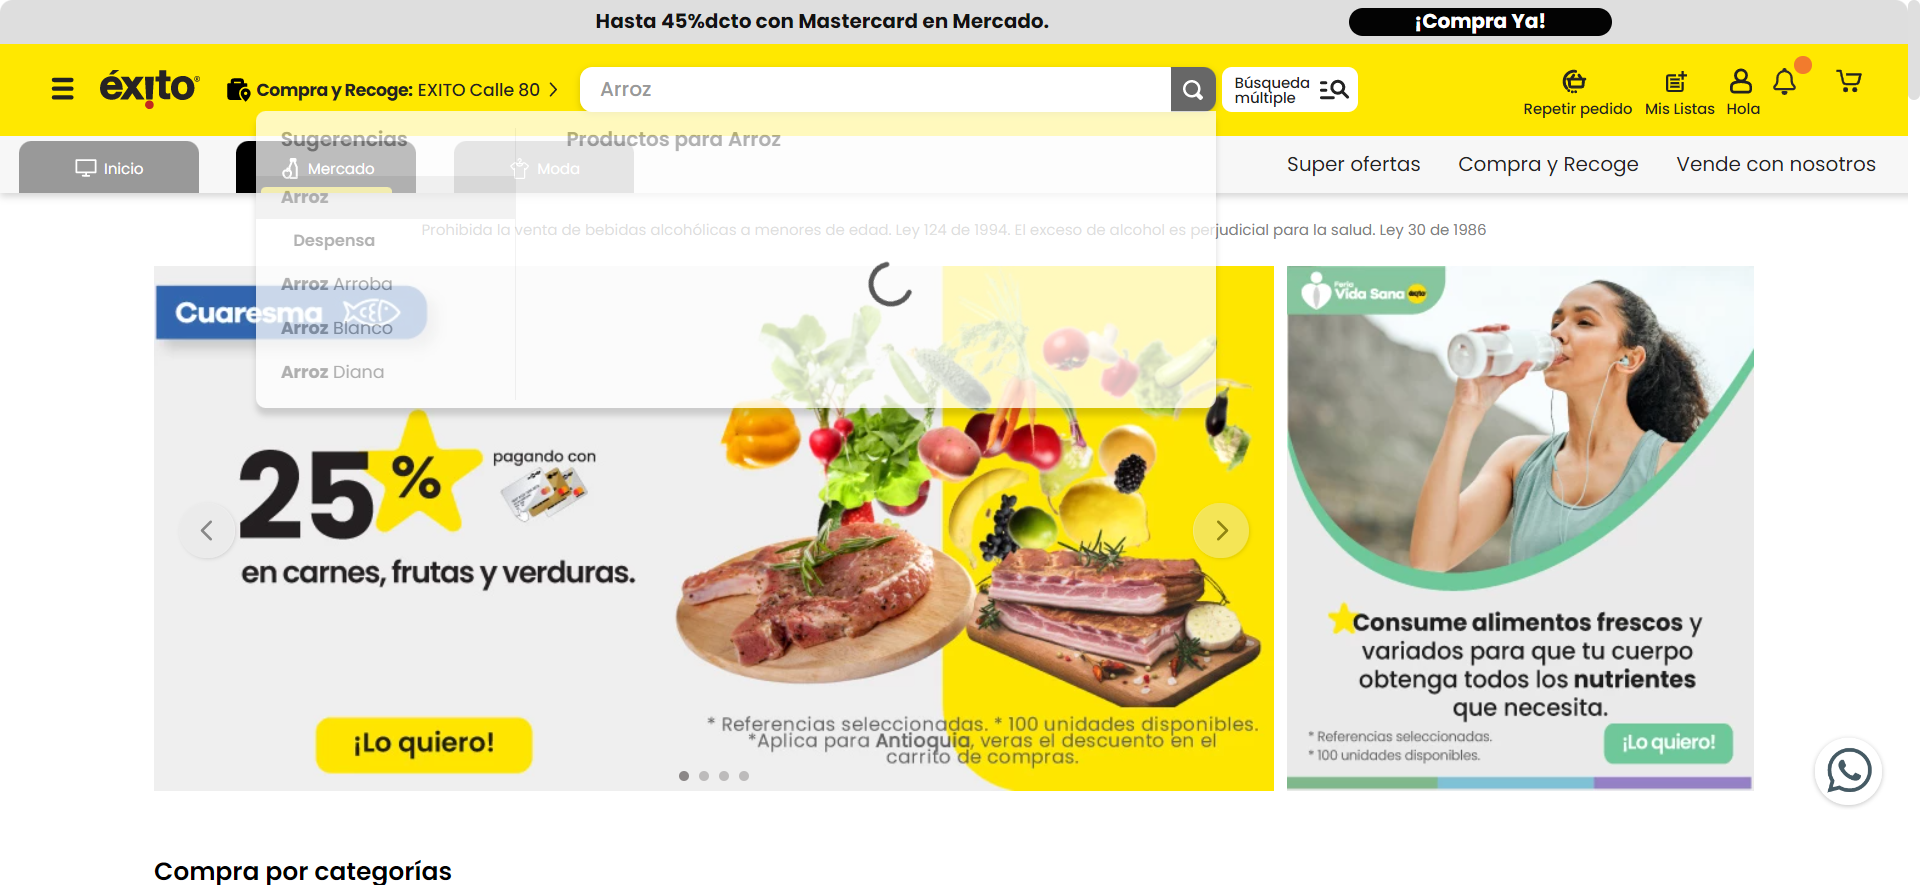 Hasta 45%dcto con Mastercard en Mercado.
¡Compra Ya!
éxito
Compra y Recoge: EXITO Calle 80
Arroz
Búsqueda
múltiple
Repetir pedido
Mis Listas
Hola
Sugerencias
Productos para Arroz
Inicio
Mercado
Moda
Super ofertas
Compra y Recoge
Vende con nosotros
Arroz
Despensa
Arroz Arroba
Arroz Blanco
Arroz Diana
Prohibida la venta de bebidas alcohólicas a menores de edad. Ley 124 de 1994. El exceso de alcohol es perjudicial para la salud. Ley 30 de 1986
Cuaresma
25%
pagando con
en carnes, frutas y verduras.
¡Lo quiero!
* Referencias seleccionadas. * 100 unidades disponibles.
*Aplica para Antioquia, veras el descuento en el
carrito de compras.
Feria
Vida Sana éxito
Consume alimentos frescos y
variados para que tu cuerpo
obtenga todos los nutrientes
que necesita.
* Referencias seleccionadas.
* 100 unidades disponibles.
¡Lo quiero!
Compra por categorías